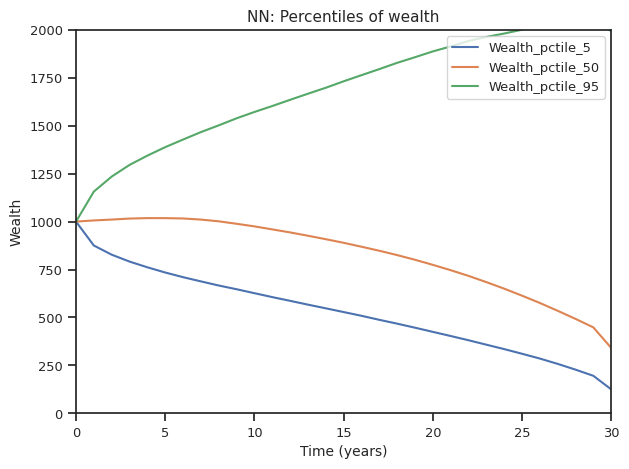 NN: Percentiles of wealth
2000
1750
1500
1250
1000
750
500
250
0
Wealth
Wealth_pctile_5
Wealth_pctile_50
Wealth_pctile_95
0 5 10 15 20 25 30
Time (years)